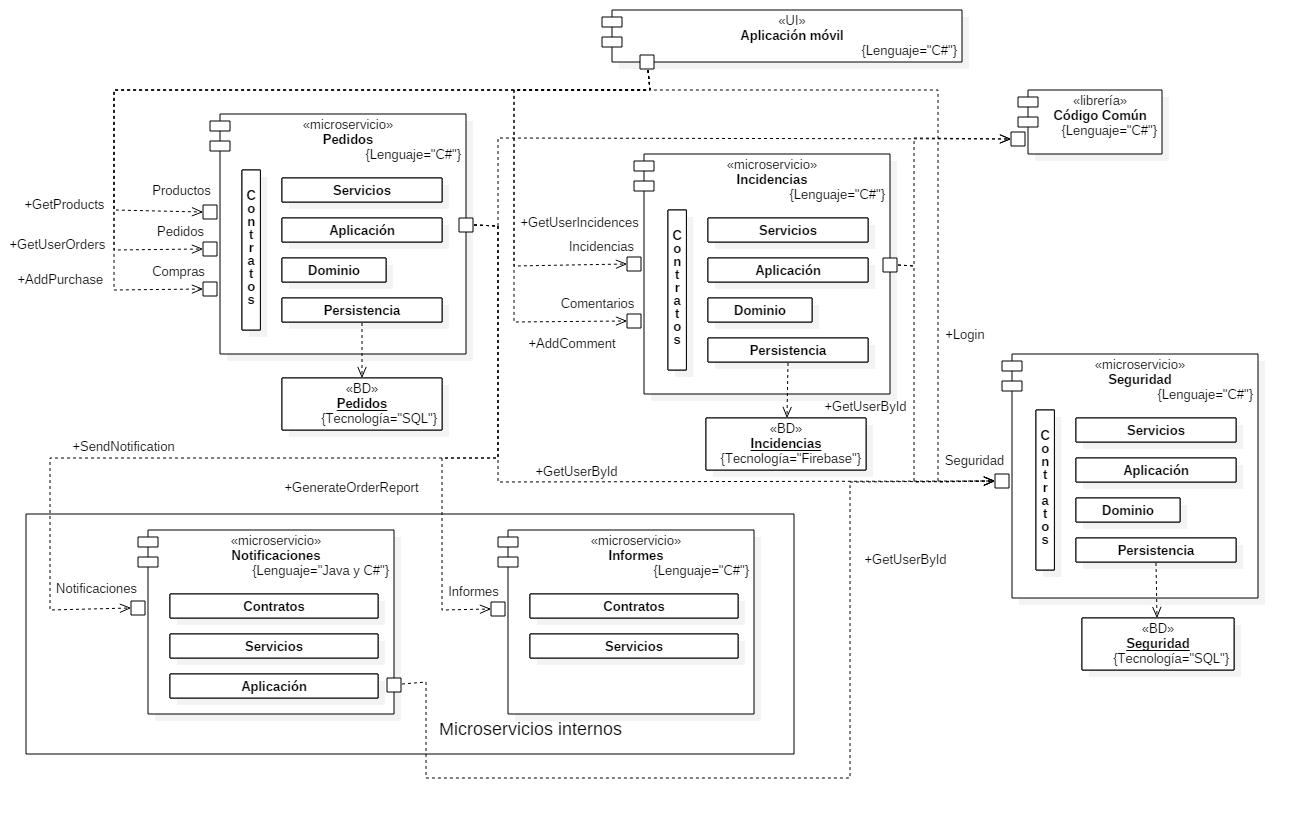 «UI»
Aplicación móvil
{Lenguaje="C#"}
«librería»
Código Común
{Lenguaje="C#"}
«microservicio»
Pedidos
{Lenguaje="C#"}
Contratos
Servicios
Aplicación
Dominio
Persistencia
Productos
+GetProducts
Pedidos
+GetUserOrders
Compras
+AddPurchase
«BD»
Pedidos
{Tecnología="SQL"}
«microservicio»
Incidencias
{Lenguaje="C#"}
Contratos
Servicios
Aplicación
Dominio
Persistencia
+GetUserIncidences
Incidencias
Comentarios
+AddComment
+GetUserById
«BD»
Incidencias
{Tecnología="Firebase"}
+Login
«microservicio»
Seguridad
{Lenguaje="C#"}
Contratos
Servicios
Aplicación
Dominio
Persistencia
Seguridad
«BD»
Seguridad
{Tecnología="SQL"}
+SendNotification
+GetUserById
+GenerateOrderReport
+GetUserById
«microservicio»
Notificaciones
{Lenguaje="Java y C#"}
Notificaciones
Contratos
Servicios
Aplicación
«microservicio»
Informes
{Lenguaje="C#"}
Informes
Contratos
Servicios
Microservicios internos